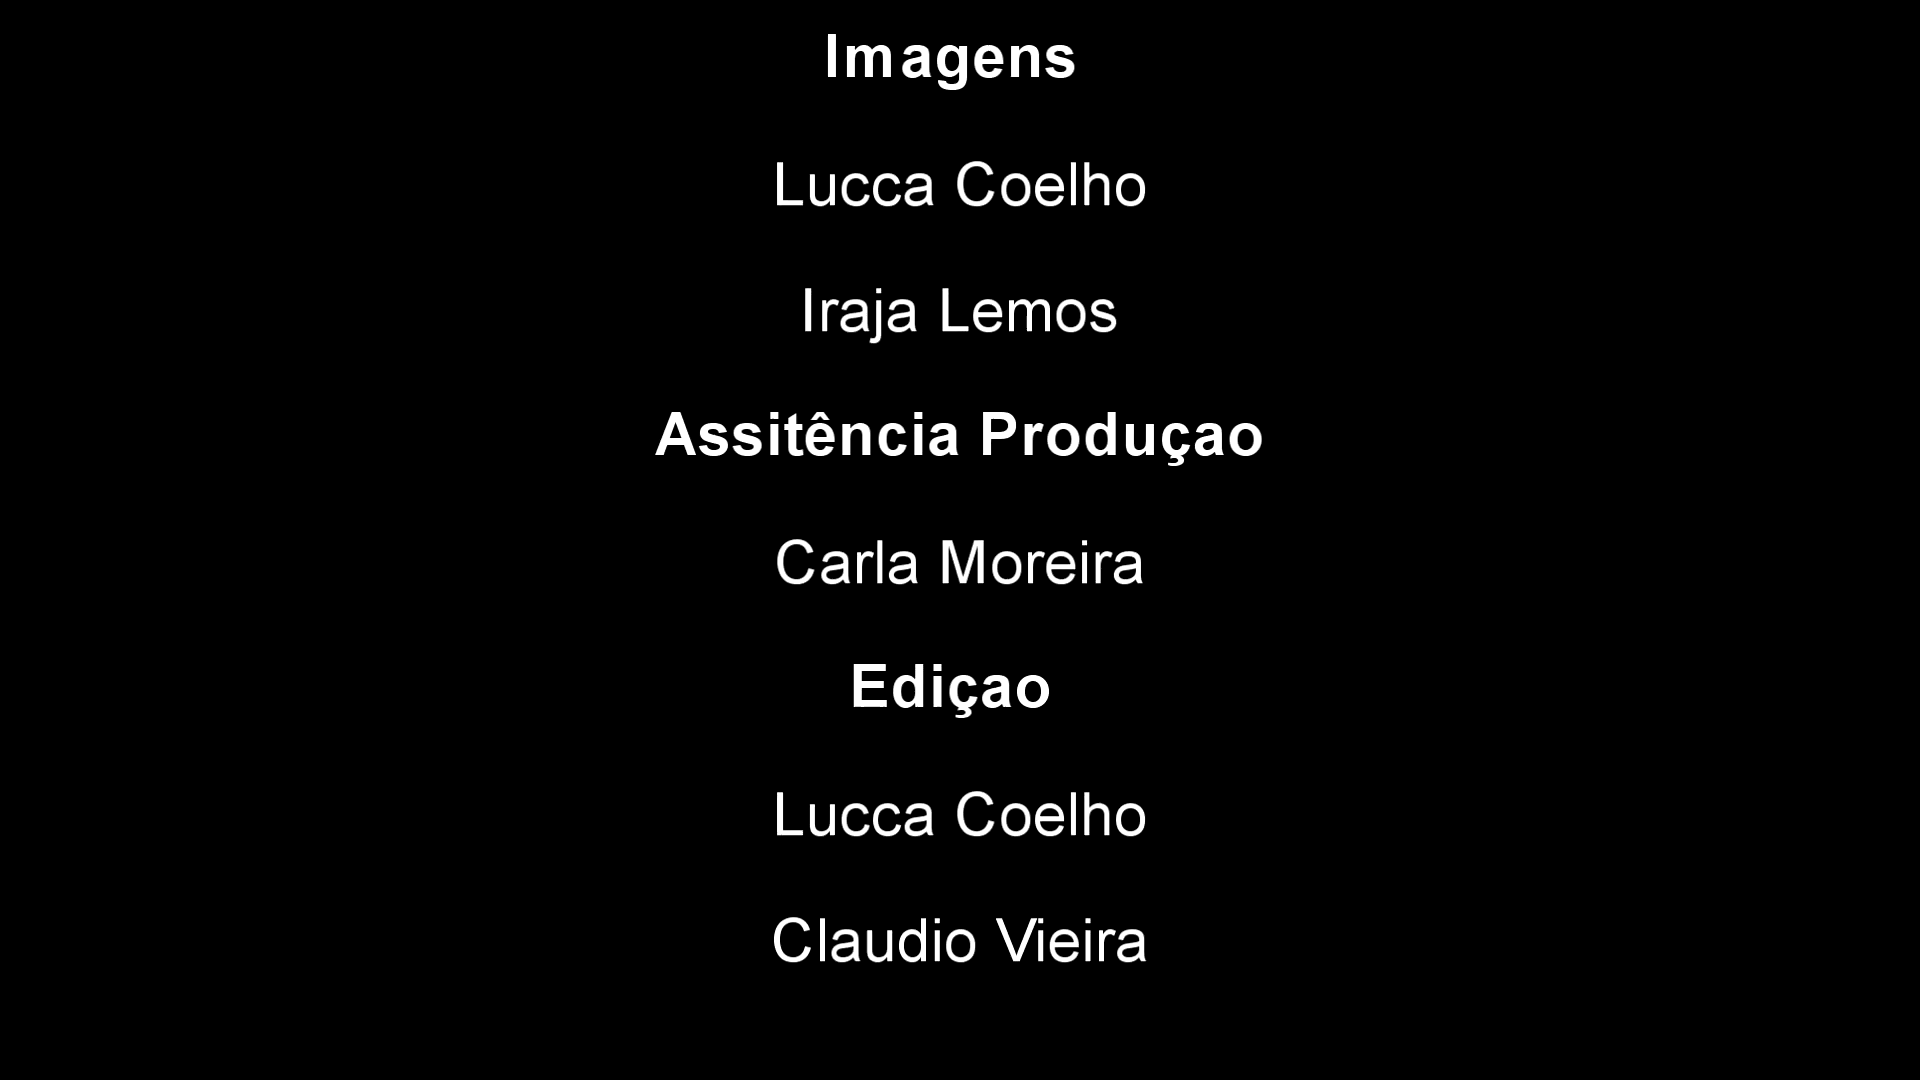 Imagens
Lucca Coelho
Iraja Lemos
Assitência Produçao
Carla Moreira
Ediçao
Lucca Coelho
Claudio Vieira